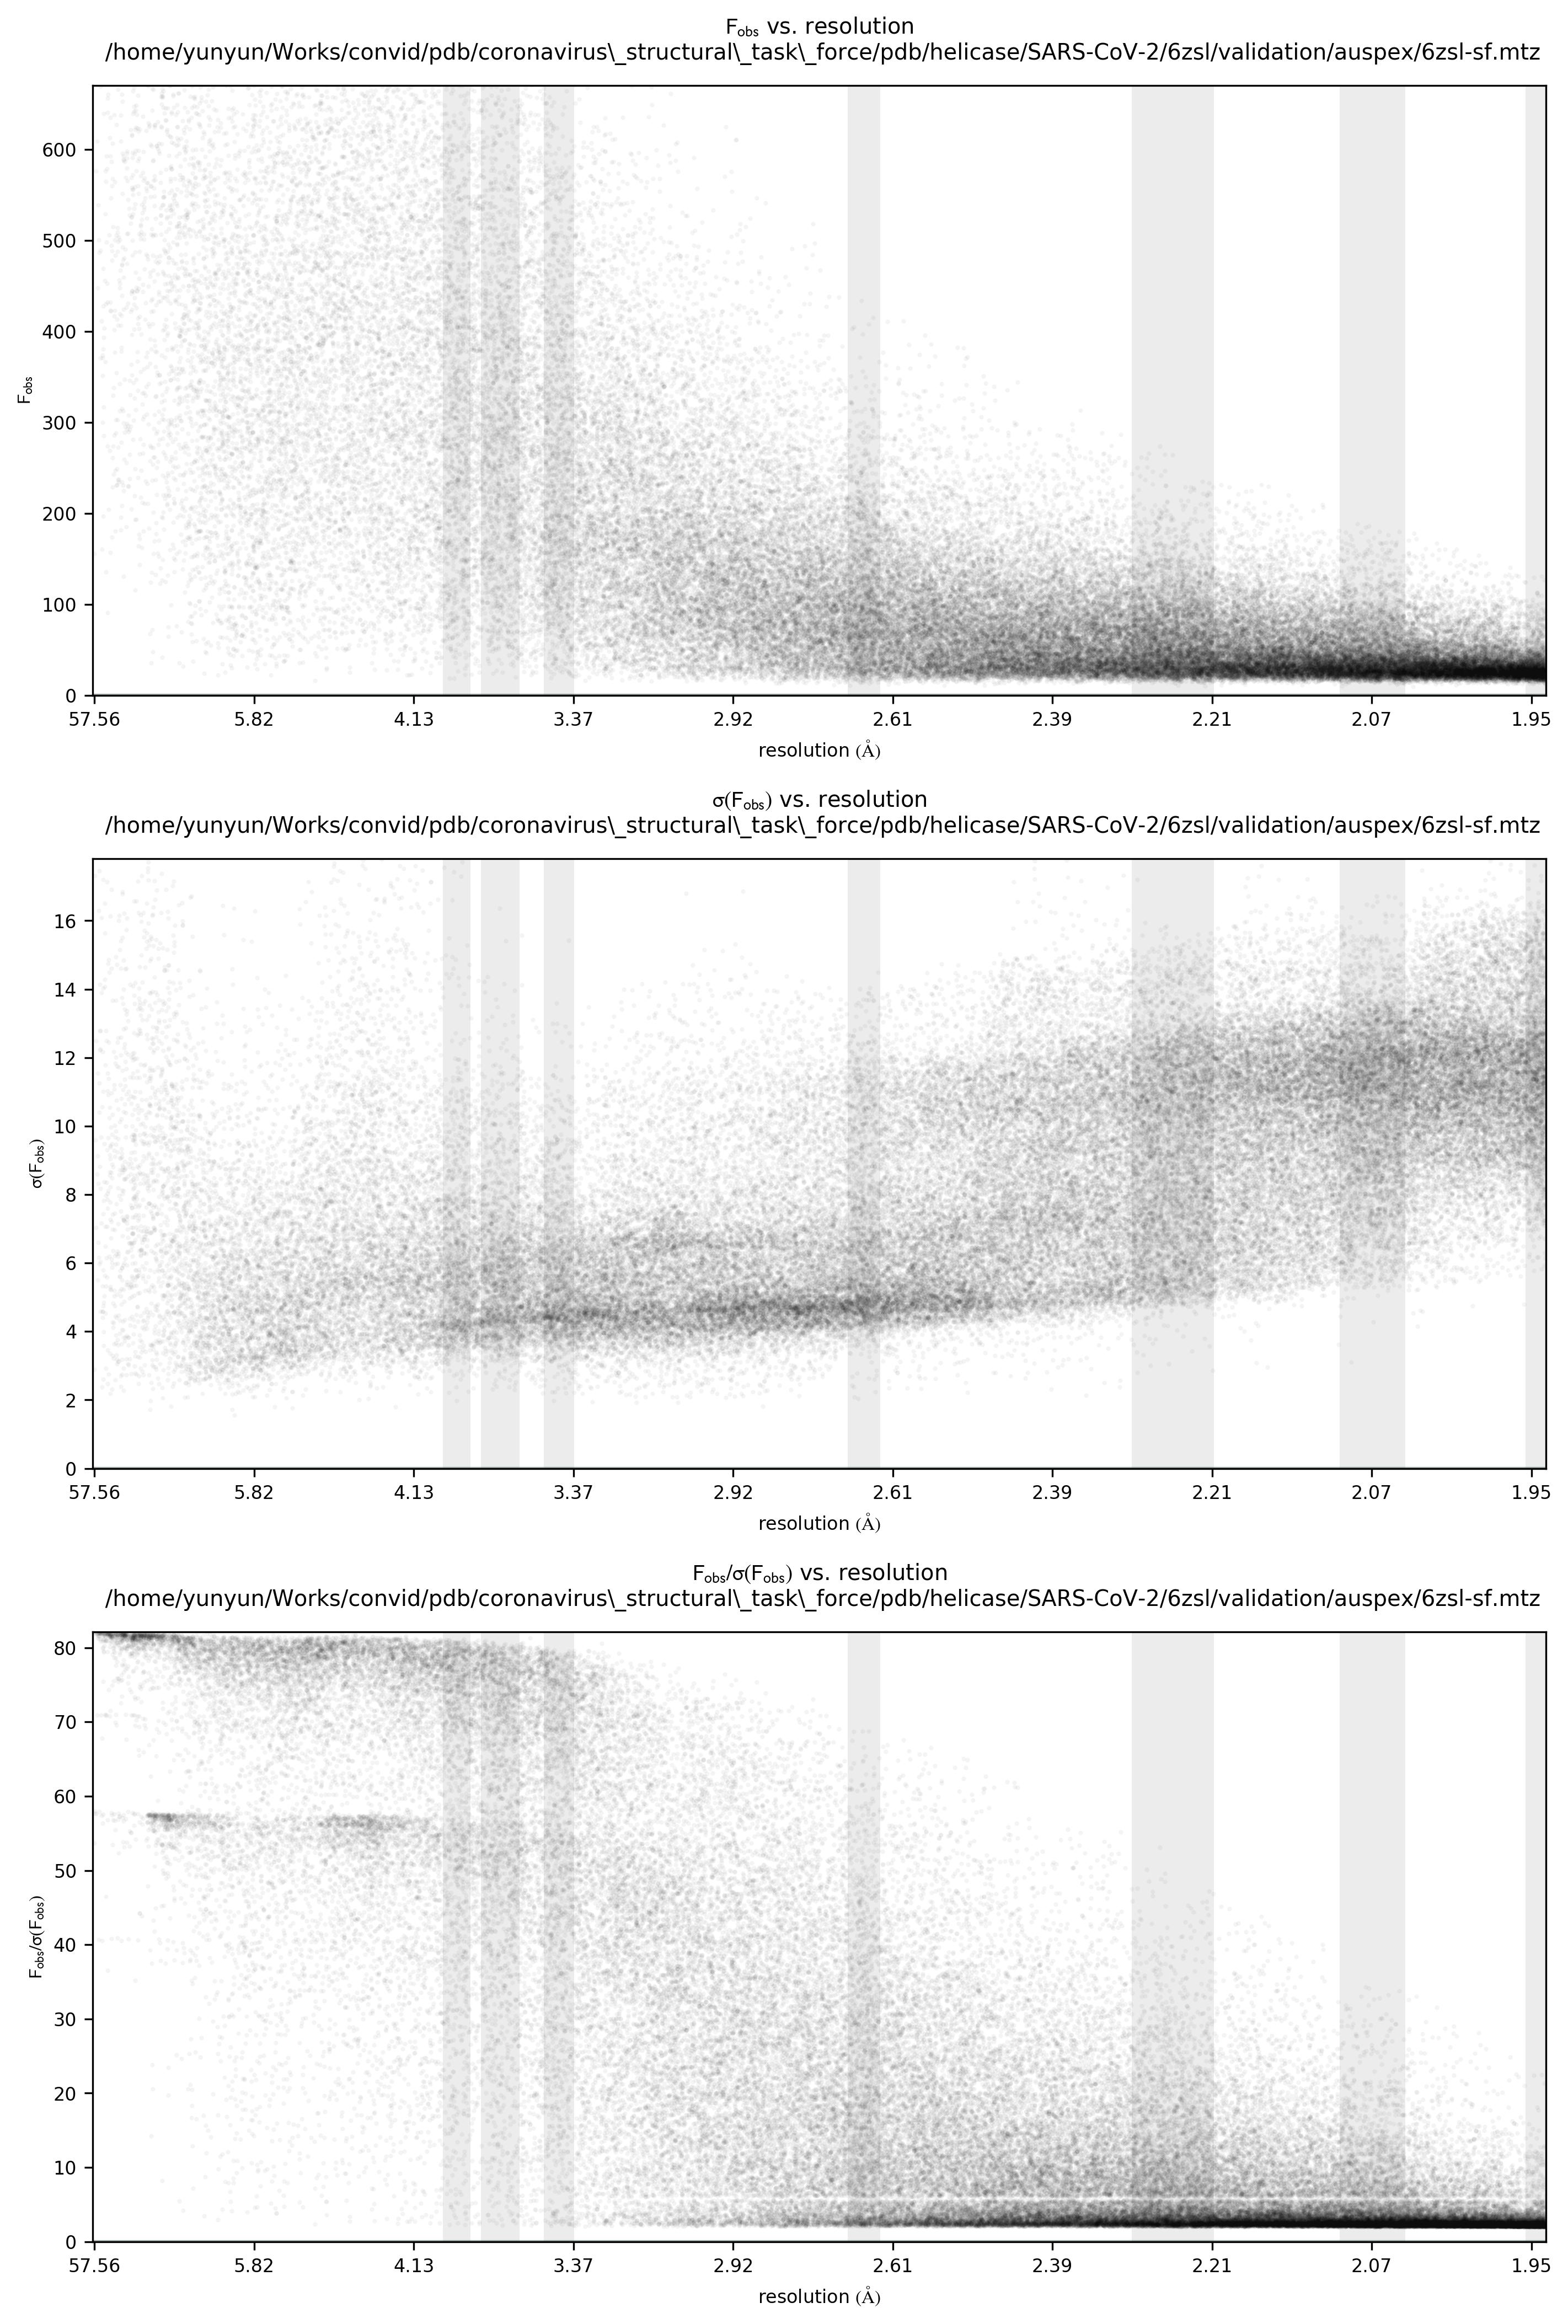 Fobs vs. resolution
/home/yunyun/Works/convid/pdb/coronavirus\_structural\_task\_force/pdb/helicase/SARS-CoV-2/6zsl/validation/auspex/6zsl-sf.mtz
600
500
400
300
200
100
0
Fobs
57.56 5.82 4.13 3.37 2.92 2.61 2.39 2.21 2.07 1.95
resolution (Å)
σ(Fobs) vs. resolution
/home/yunyun/Works/convid/pdb/coronavirus\_structural\_task\_force/pdb/helicase/SARS-CoV-2/6zsl/validation/auspex/6zsl-sf.mtz
16
14
12
10
8
6
4
2
0
σ(Fobs)
57.56 5.82 4.13 3.37 2.92 2.61 2.39 2.21 2.07 1.95
resolution (Å)
Fobs/σ(Fobs) vs. resolution
/home/yunyun/Works/convid/pdb/coronavirus\_structural\_task\_force/pdb/helicase/SARS-CoV-2/6zsl/validation/auspex/6zsl-sf.mtz
80
70
60
50
40
30
20
10
0
Fobs/σ(Fobs)
57.56 5.82 4.13 3.37 2.92 2.61 2.39 2.21 2.07 1.95
resolution (Å)